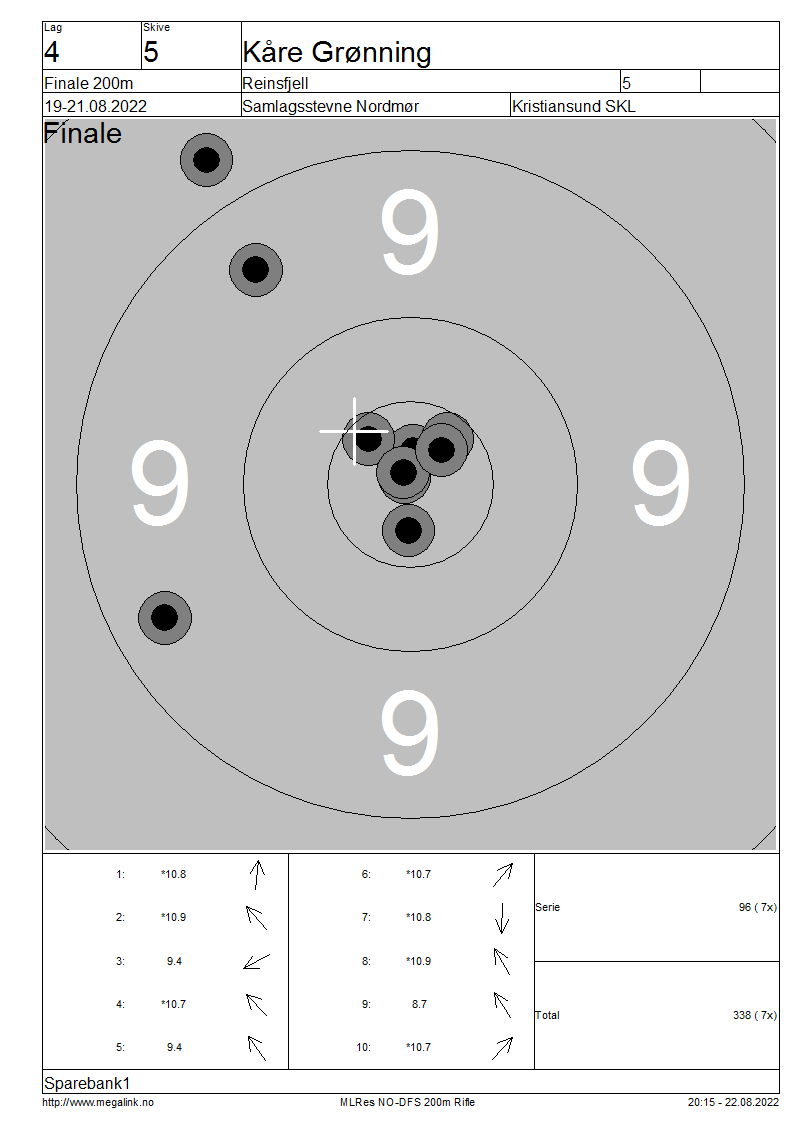 Lag Skive
4 5 Kåre Grønning
Finale 200m Reinsfjell 5
19-21.08.2022 Samlagsstevne Nordmør Kristiansund SKL
Finale
9
9 9
9
1: *10.8 6: *10.7
2: *10.9 7: *10.8
Serie 96 ( 7x)
3: 9.4 8: *10.9
4: *10.7 9: 8.7
Total 338 ( 7x)
5: 9.4 10: *10.7
Sparebank1
http://www.megalink.no MLRes NO-DFS 200m Rifle 20:15 - 22.08.2022